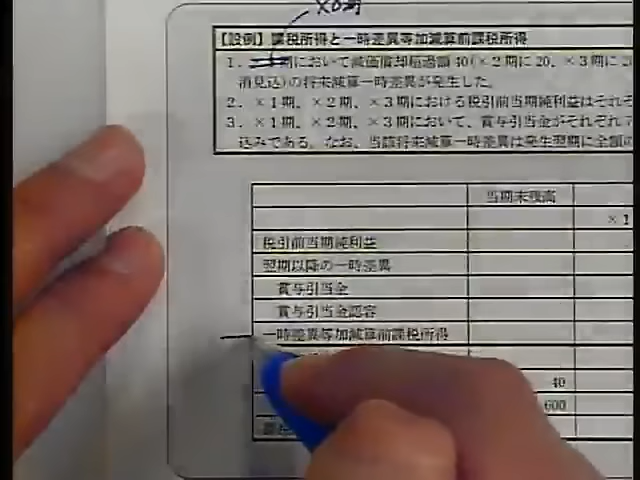 ×0期
【設例】課税所得と一時差異等加減算前課税所得
1. 期において減価償却超過額40(×2期に20、×3期に2
消見込)の将来減算一時差異が発生した。
2. ×1期、×2期、×3期における税引前当期純利益はそれぞ
3. ×1期、×2期、×3期において、賞与引当金がそれぞれ7
込みである。なお、当該将来減算一時差異は発生翌期に全額の
当期末残高
×1
税引前当期純利益
翌期以降の一時差異
賞与引当金
賞与引当金認容
一時差異等加減算前課税所得
40
600